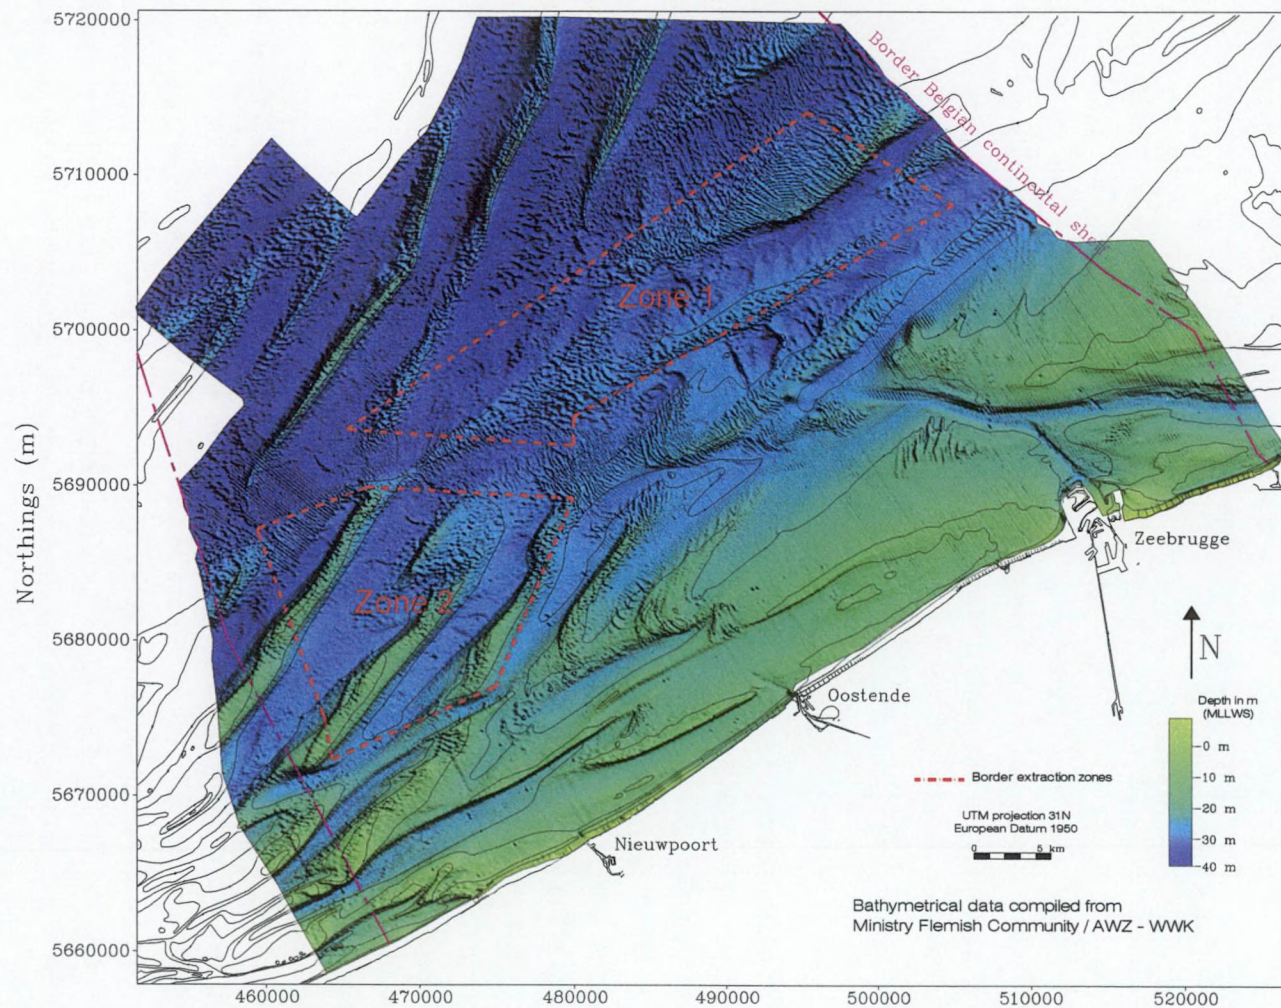 5720000
Border Belgian continental
5710000
5700000
Zone 1
Northings (m)
5690000
Zeebrugge
Zone 2
5680000
N
Oostende
Depth in m
(MLLWS)
0 m
10 m
20 m
30 m
40 m
5670000
Border extraction zones
UTM projection 31N
European Datum 1950
0 5 km
Nieuwpoort
Bathymetrical data compiled from
Ministry Flemish Community / AWZ - WWK
5660000
460000 470000 480000 490000 500000 510000 520000